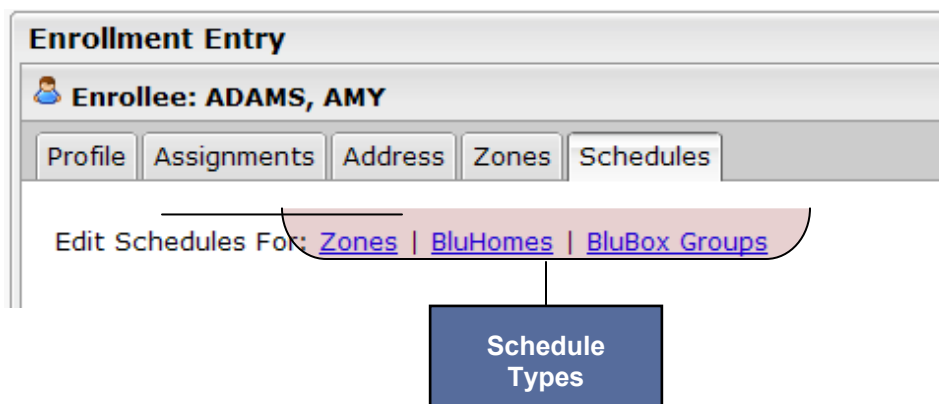 Enrollment Entry
Enrollee: ADAMS, AMY
Profile Assignments Address Zones Schedules
Edit Schedules For: Zones | BluHomes | BluBox Groups
Schedule
Types